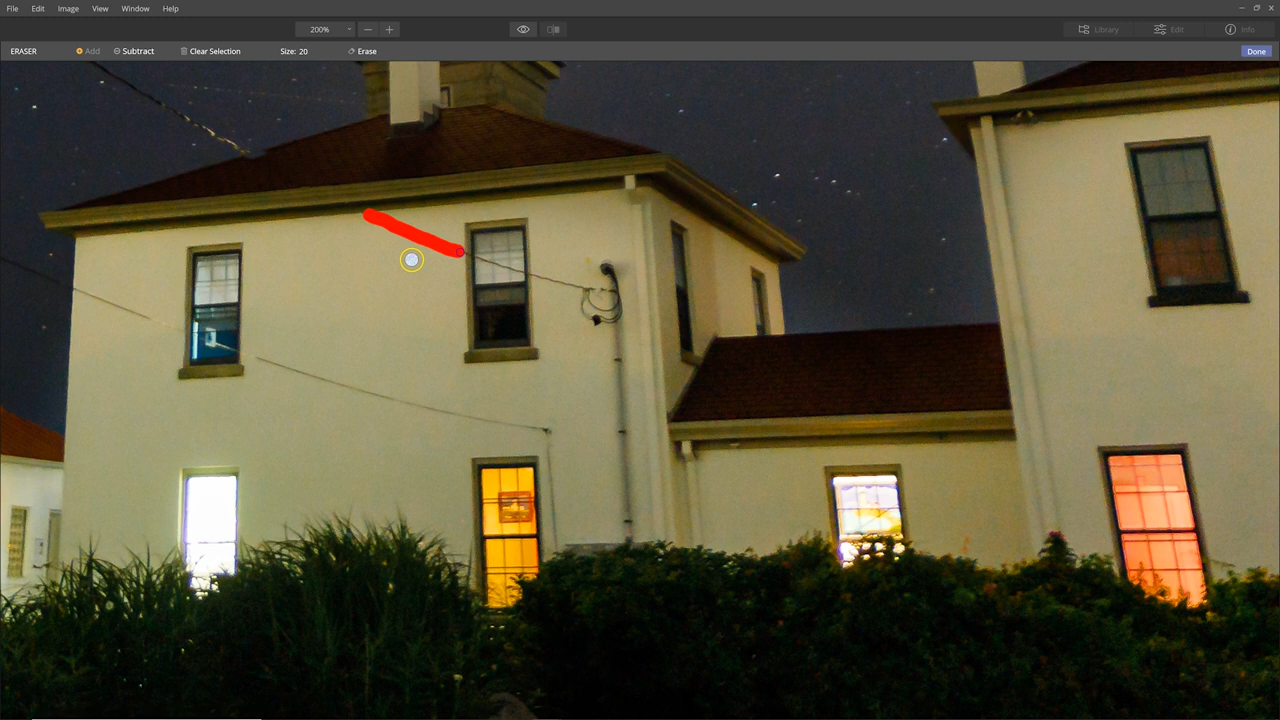 File Edit Image View Window Help
200%
Library Edit Info
ERASER Add Subtract Clear Selection Size: 20 Erase Done